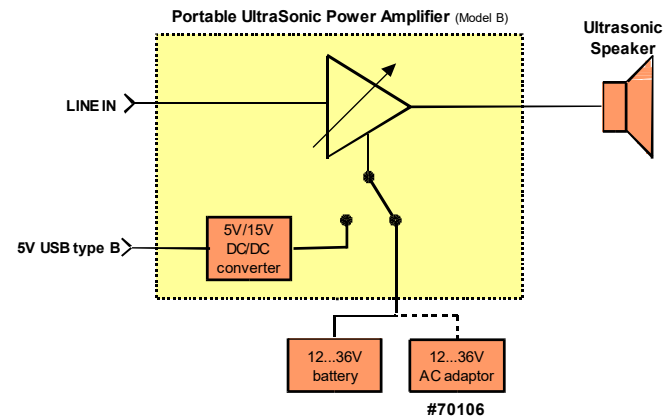 Portable UltraSonic Power Amplifier (Model B)
Ultrasonic
Speaker
LINE IN
5V USB type B
5V/15V
DC/DC
converter
12...36V
battery
12...36V
AC adaptor
#70106